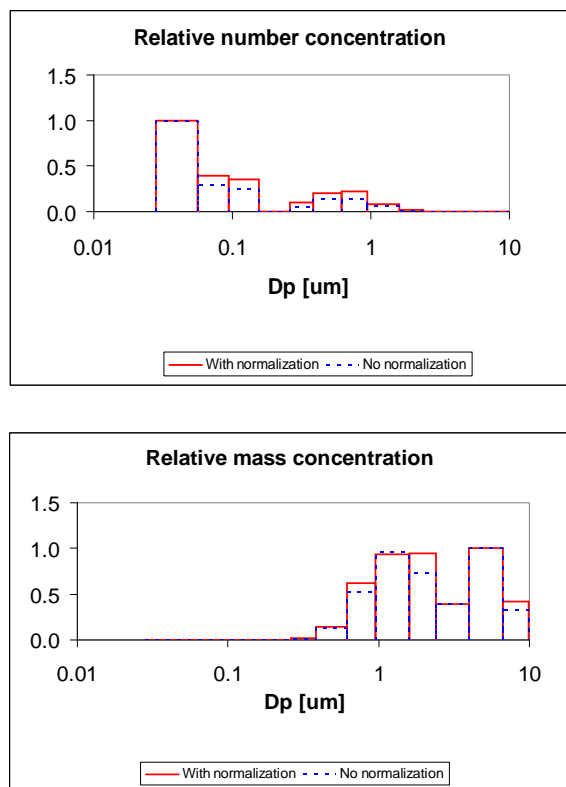 Relative number concentration
1.5
1.0
0.5
0.0
0.01 0.1 1 10
Dp [um]
With normalization No normalization
Relative mass concentration
1.5
1.0
0.5
0.0
0.01 0.1 1 10
Dp [um]
With normalization No normalization